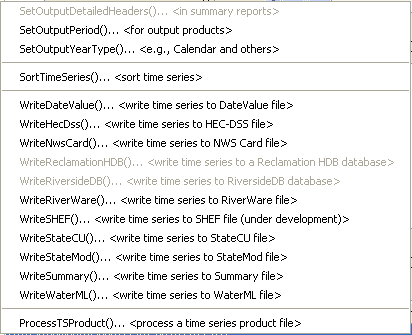 SetOutputDetailedHeaders()... <in summary reports>
SetOutputPeriod()... <for output products>
SetOutputYearType()... <e.g., Calendar and others>
SortTimeSeries()... <sort time series>
WriteDateValue()... <write time series to DateValue file>
WriteHecDss()... <write time series to HEC-DSS file>
WriteNwsCard()... <write time series to NWS Card file>
WriteReclamationHDB()... <write time series to a Reclamation HDB database>
WriteRiversideDB()... <write time series to RiversideDB database>
WriteRiverWare()... <write time series to RiverWare file>
WriteSHEF()... <write time series to SHEF file (under development)>
WriteStateCU()... <write time series to StateCU file>
WriteStateMod()... <write time series to StateMod file>
WriteSummary()... <write time series to Summary file>
WriteWaterML()... <write time series to WaterML file>
ProcessTSProduct()... <process a time series product file>